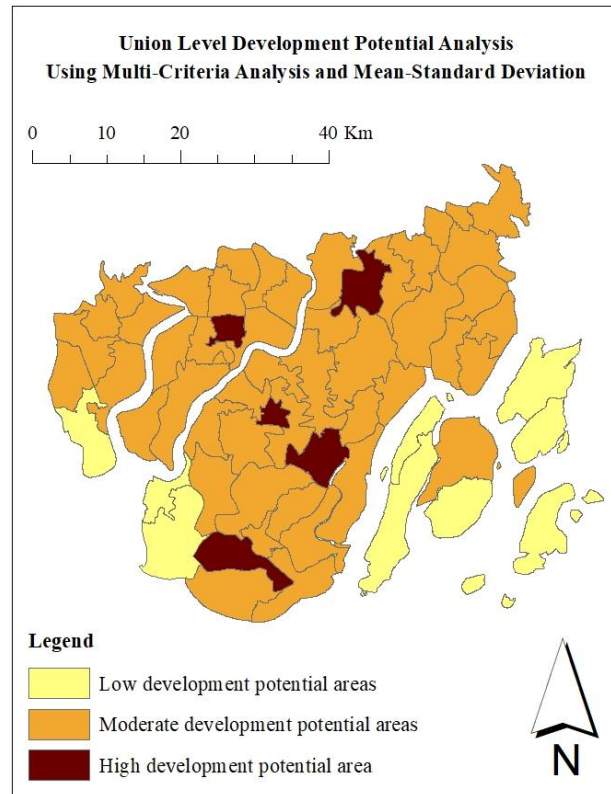 Union Level Development Potential Analysis
Using Multi-Criteria Analysis and Mean-Standard Deviation
0 10 20 40 Km
Legend
Low development potential areas
Moderate development potential areas
High development potential area
N